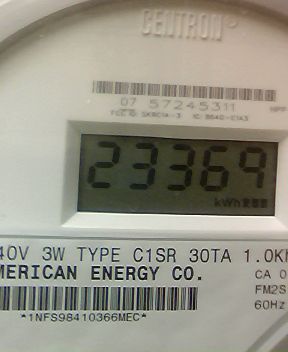 CENTRON
07 57245311
23369
kWh
40V 3W TYPE C1SR 30TA 1.0K
MERICAN ENERGY CO.
CA 0
FM2S
60Hz
*1NFS98410366MEC*